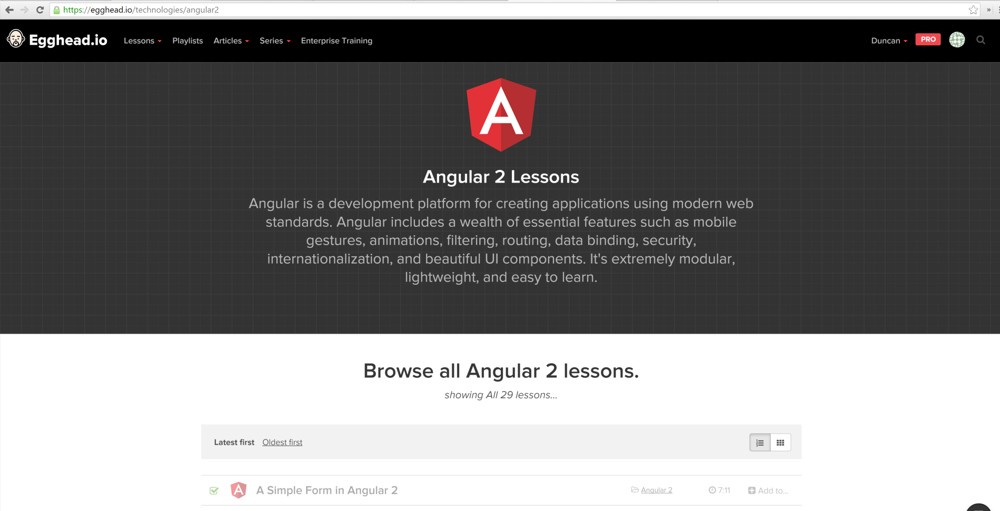 https://egghead.io/technologies/angular2
»
Egghead.io Lessons Playlists Articles Series Enterprise Training Duncan PRO
Angular 2 Lessons
Angular is a development platform for creating applications using modern web
standards. Angular includes a wealth of essential features such as mobile
gestures, animations, filtering, routing, data binding, security,
internationalization, and beautiful UI components. It's extremely modular,
lightweight, and easy to learn.
Browse all Angular 2 lessons.
showing All 29 lessons...
Latest first Oldest first
A Simple Form in Angular 2 Angular 2 7:11 Add to...